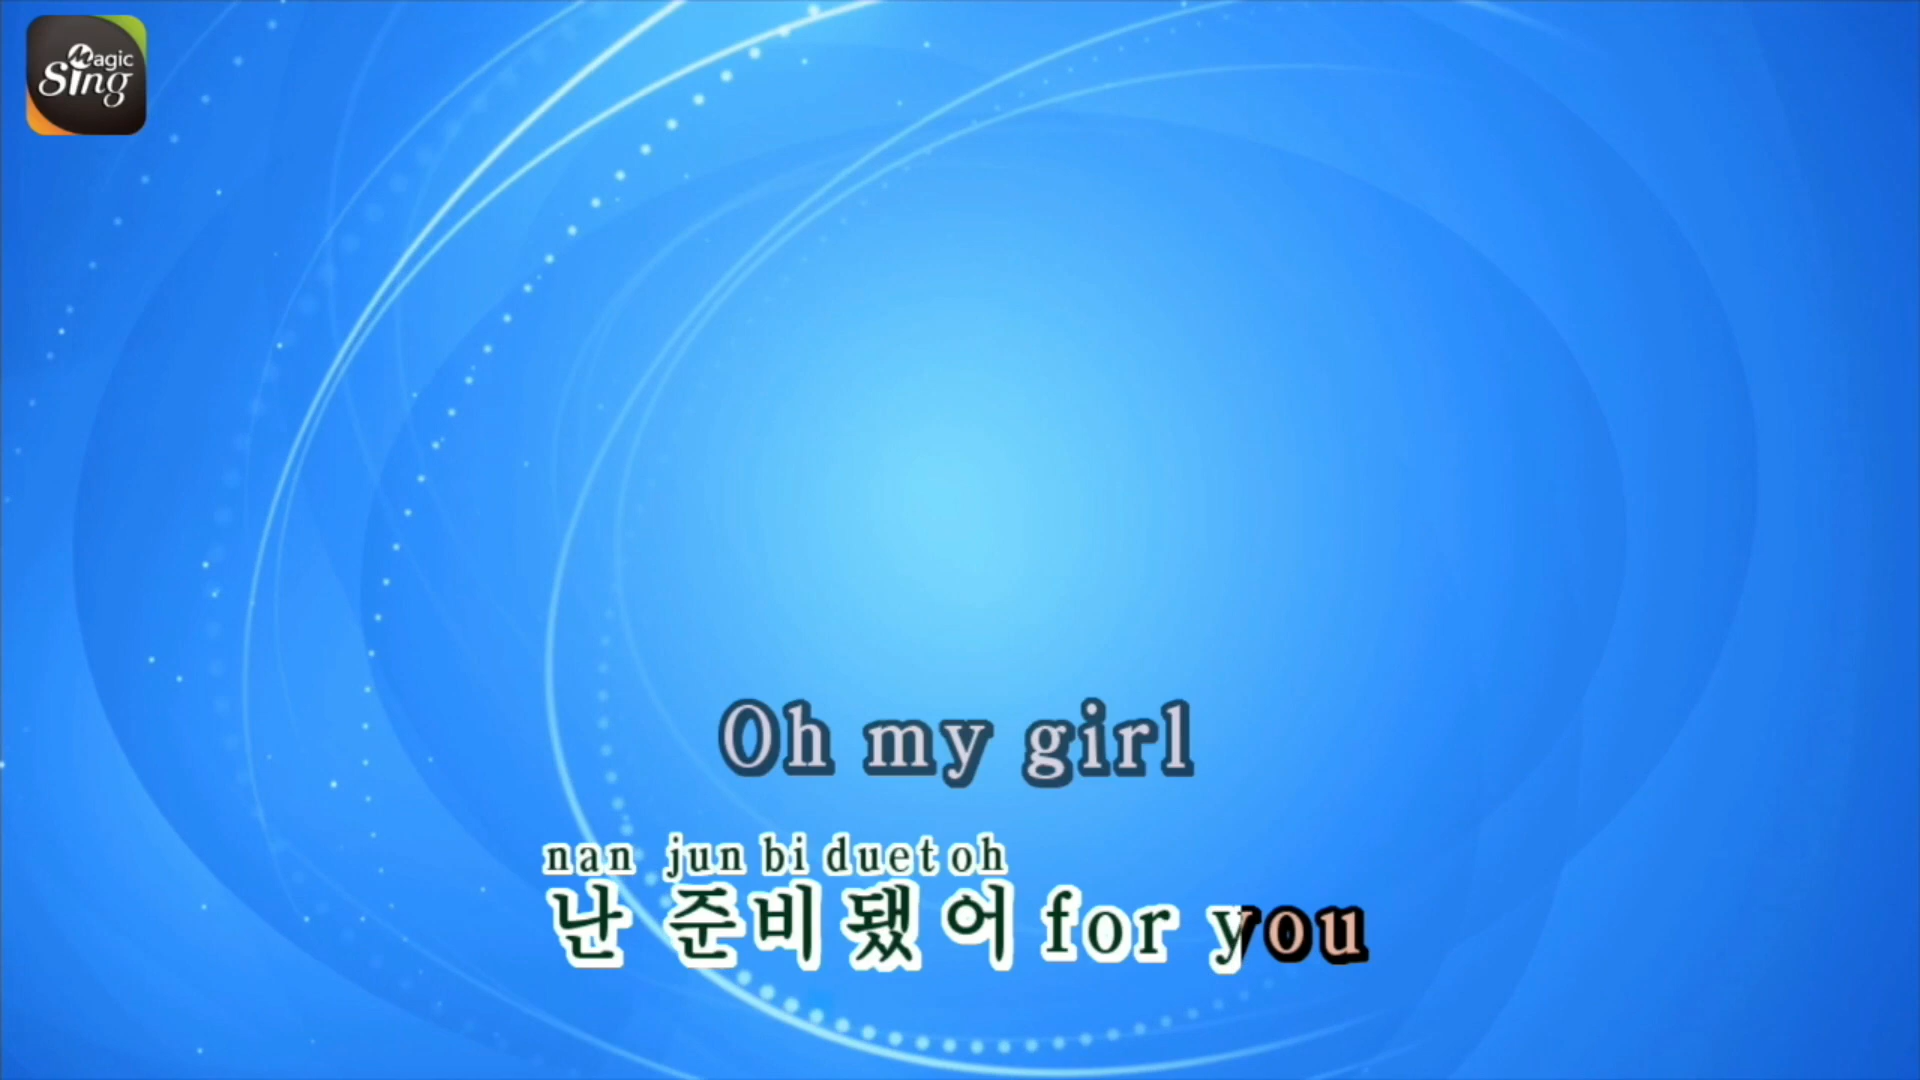 Magic
Sing
Oh my girl
nan jun bi duet oh
난 준비됐어 for you